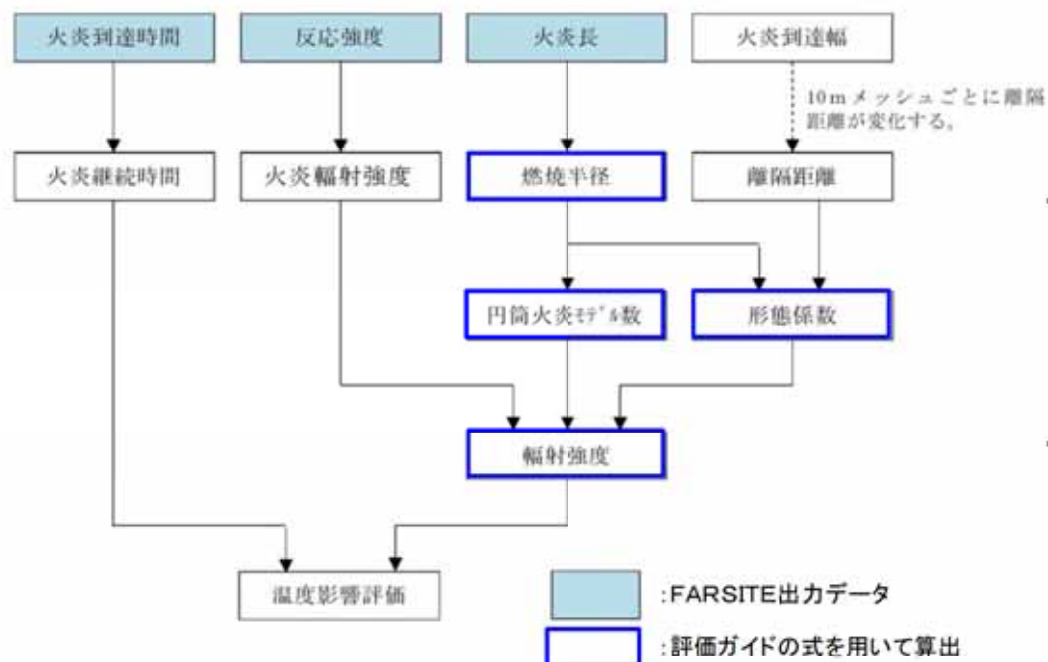 火炎到達時間
反応強度
火炎長
火炎到達幅
10mメッシュごとに離隔
距離が変化する。
火炎継続時間
火炎輻射強度
燃焼半径
離隔距離
円筒火炎ﾓﾃﾞﾙ数
形態係数
輻射強度
温度影響評価
:FARSITE出力データ
:評価ガイドの式を用いて算出